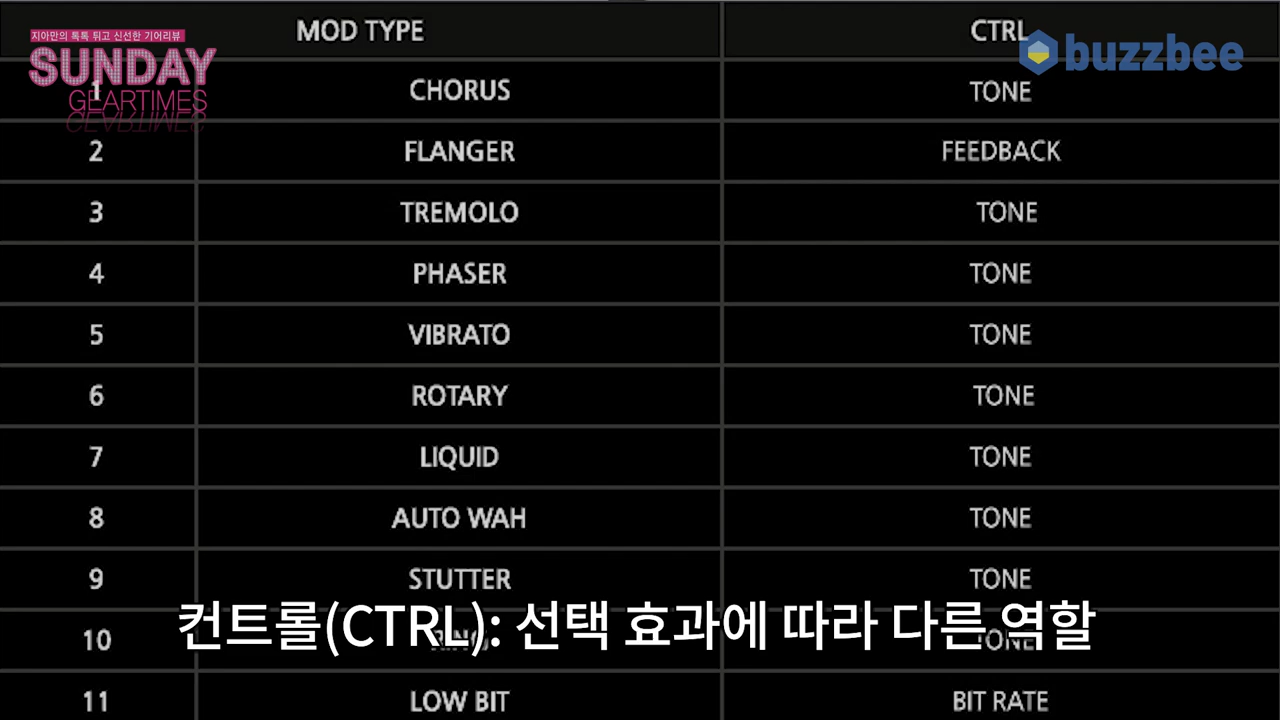 MOD TYPE CTRL
지아만의 톡톡 튀고 신선한 기어리뷰
SUNDAY
GEARTIMES
buzzbee
1 CHORUS TONE
2 FLANGER FEEDBACK
3 TREMOLO TONE
4 PHASER TONE
5 VIBRATO TONE
6 ROTARY TONE
7 LIQUID TONE
8 AUTO WAH TONE
9 STUTTER TONE
10 RING TONE
컨트롤(CTRL): 선택 효과에 따라 다른 역할
11 LOW BIT BIT RATE